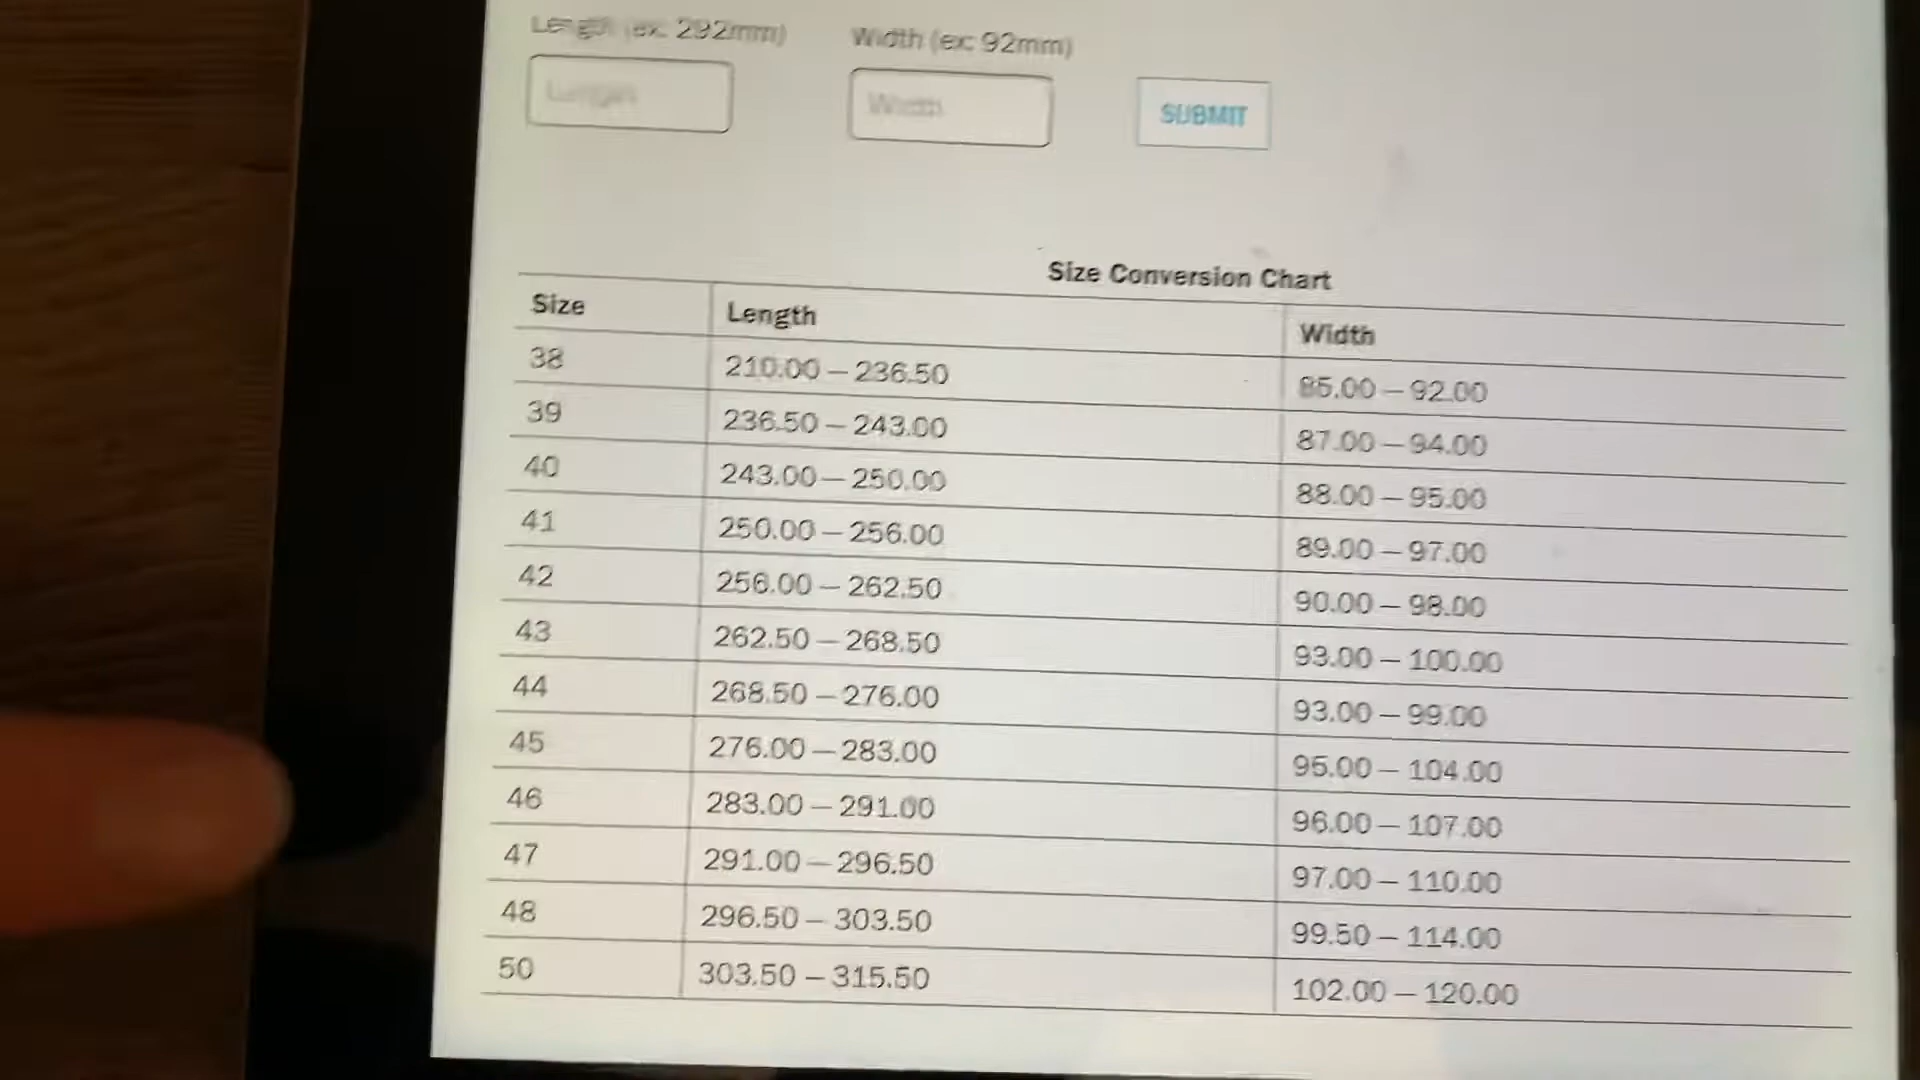 Length (ex: 292mm) Width (ex: 92mm)
Length Width SUBMIT
Size Conversion Chart
Size Length Width
38 210.00 – 236.50 85.00 – 92.00
39 236.50 – 243.00 87.00 – 94.00
40 243.00 – 250.00 88.00 – 95.00
41 250.00 – 256.00 89.00 – 97.00
42 256.00 – 262.50 90.00 – 98.00
43 262.50 – 268.50 93.00 – 100.00
44 268.50 – 276.00 93.00 – 99.00
45 276.00 – 283.00 95.00 – 104.00
46 283.00 – 291.00 96.00 – 107.00
47 291.00 – 296.50 97.00 – 110.00
48 296.50 – 303.50 99.50 – 114.00
50 303.50 – 315.50 102.00 – 120.00